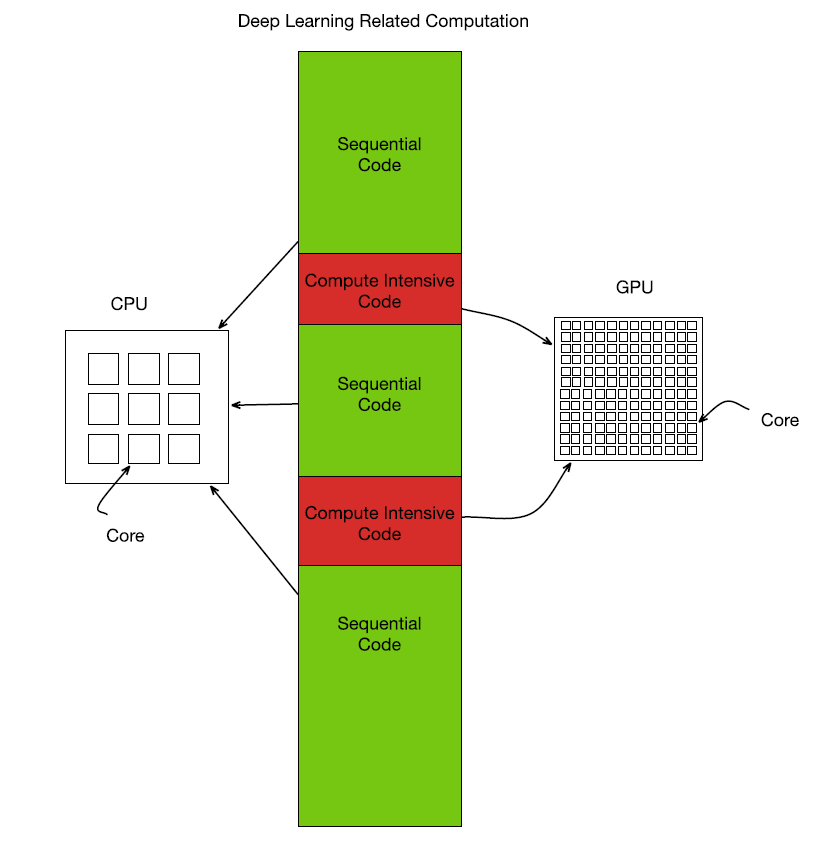 Deep Learning Related Computation
Sequential
Code
Compute Intensive
Code
GPU
CPU
Sequential
Code
Core
Compute Intensive
Code
Core
Sequential
Code